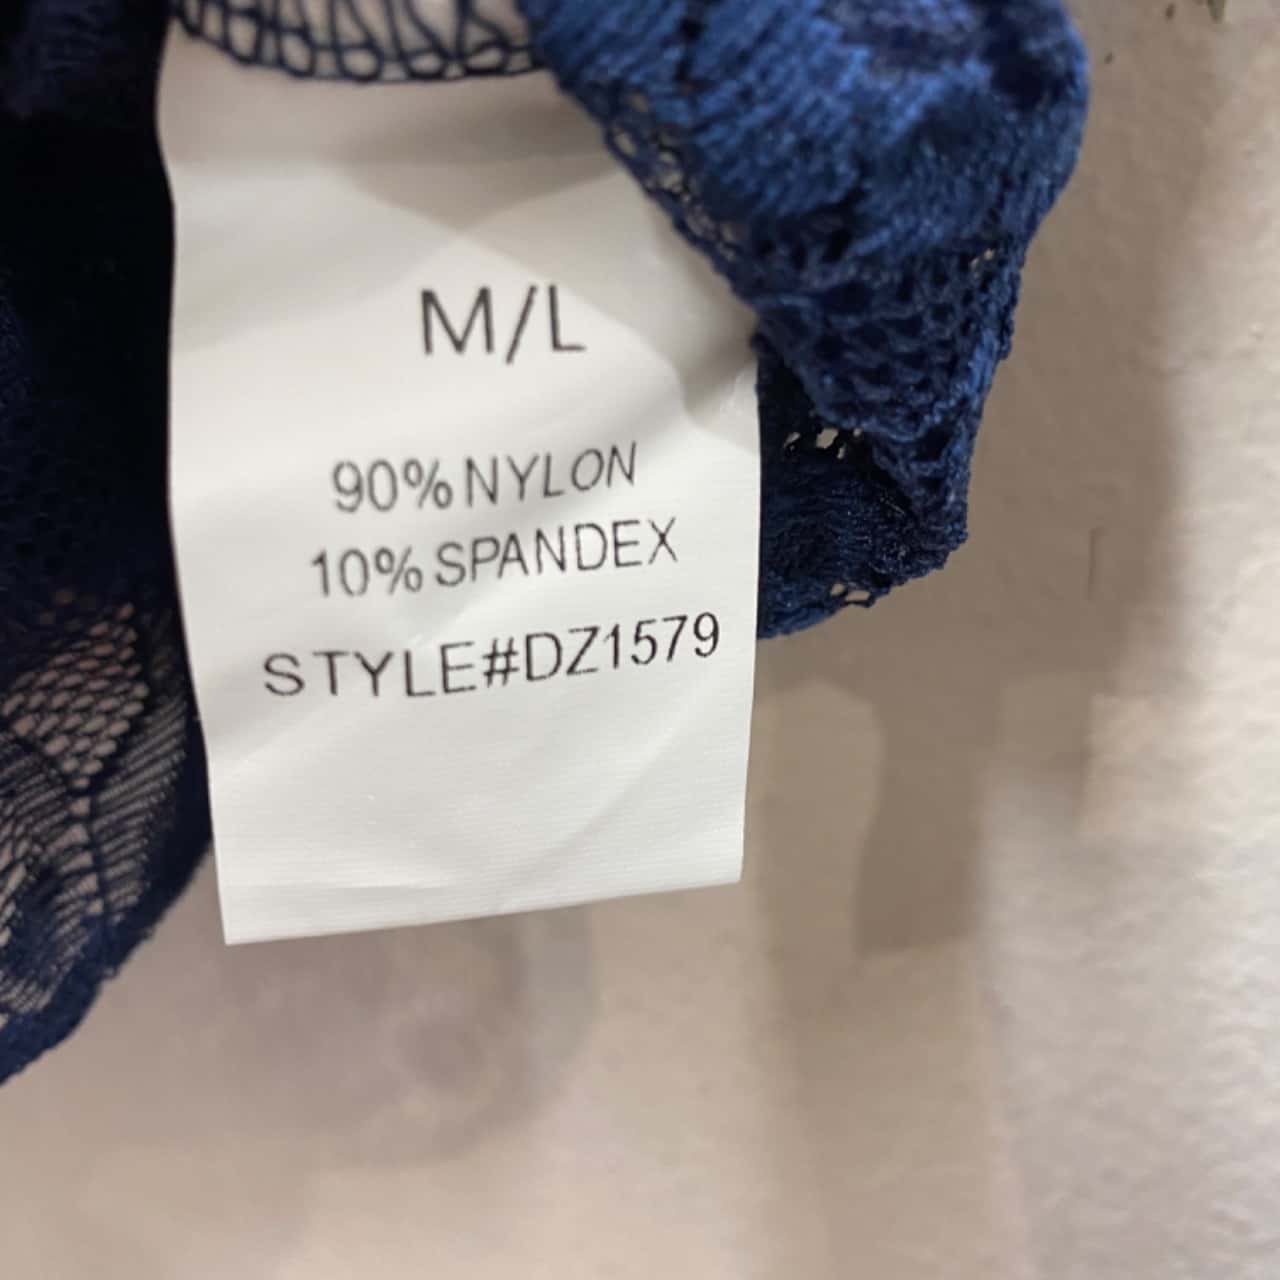 M/L
90% NYLON
10% SPANDEX
STYLE#DZ1579